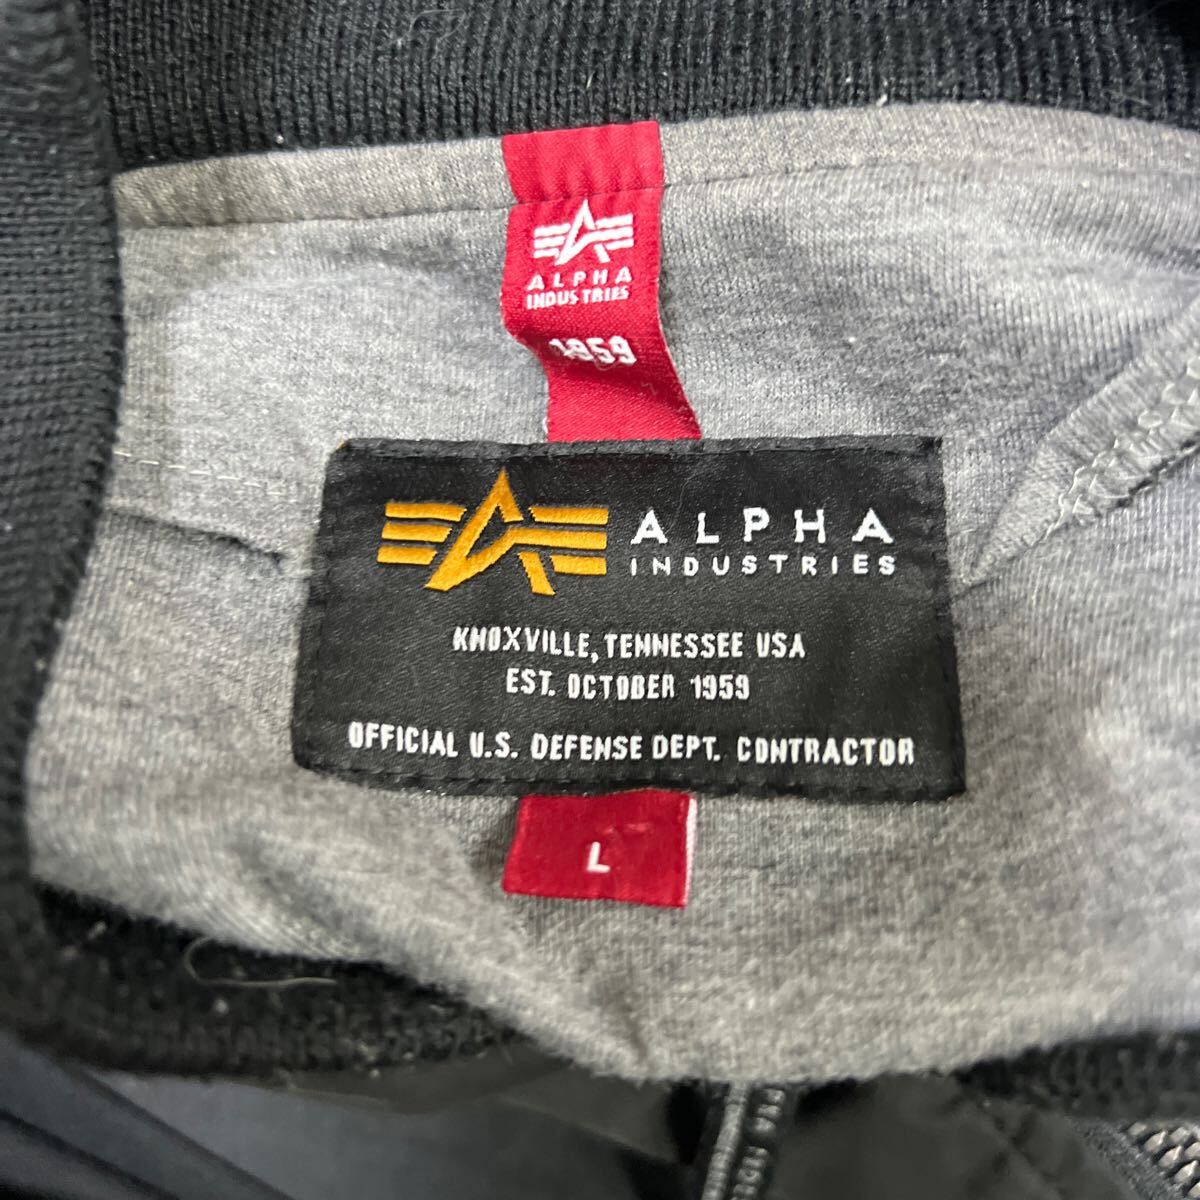 ALPHA
INDUSTRIES
1959
ALPHA
INDUSTRIES
KNOXVILLE, TENNESSEE USA
EST. OCTOBER 1959
OFFICIAL U.S. DEFENSE DEPT. CONTRACTOR
L